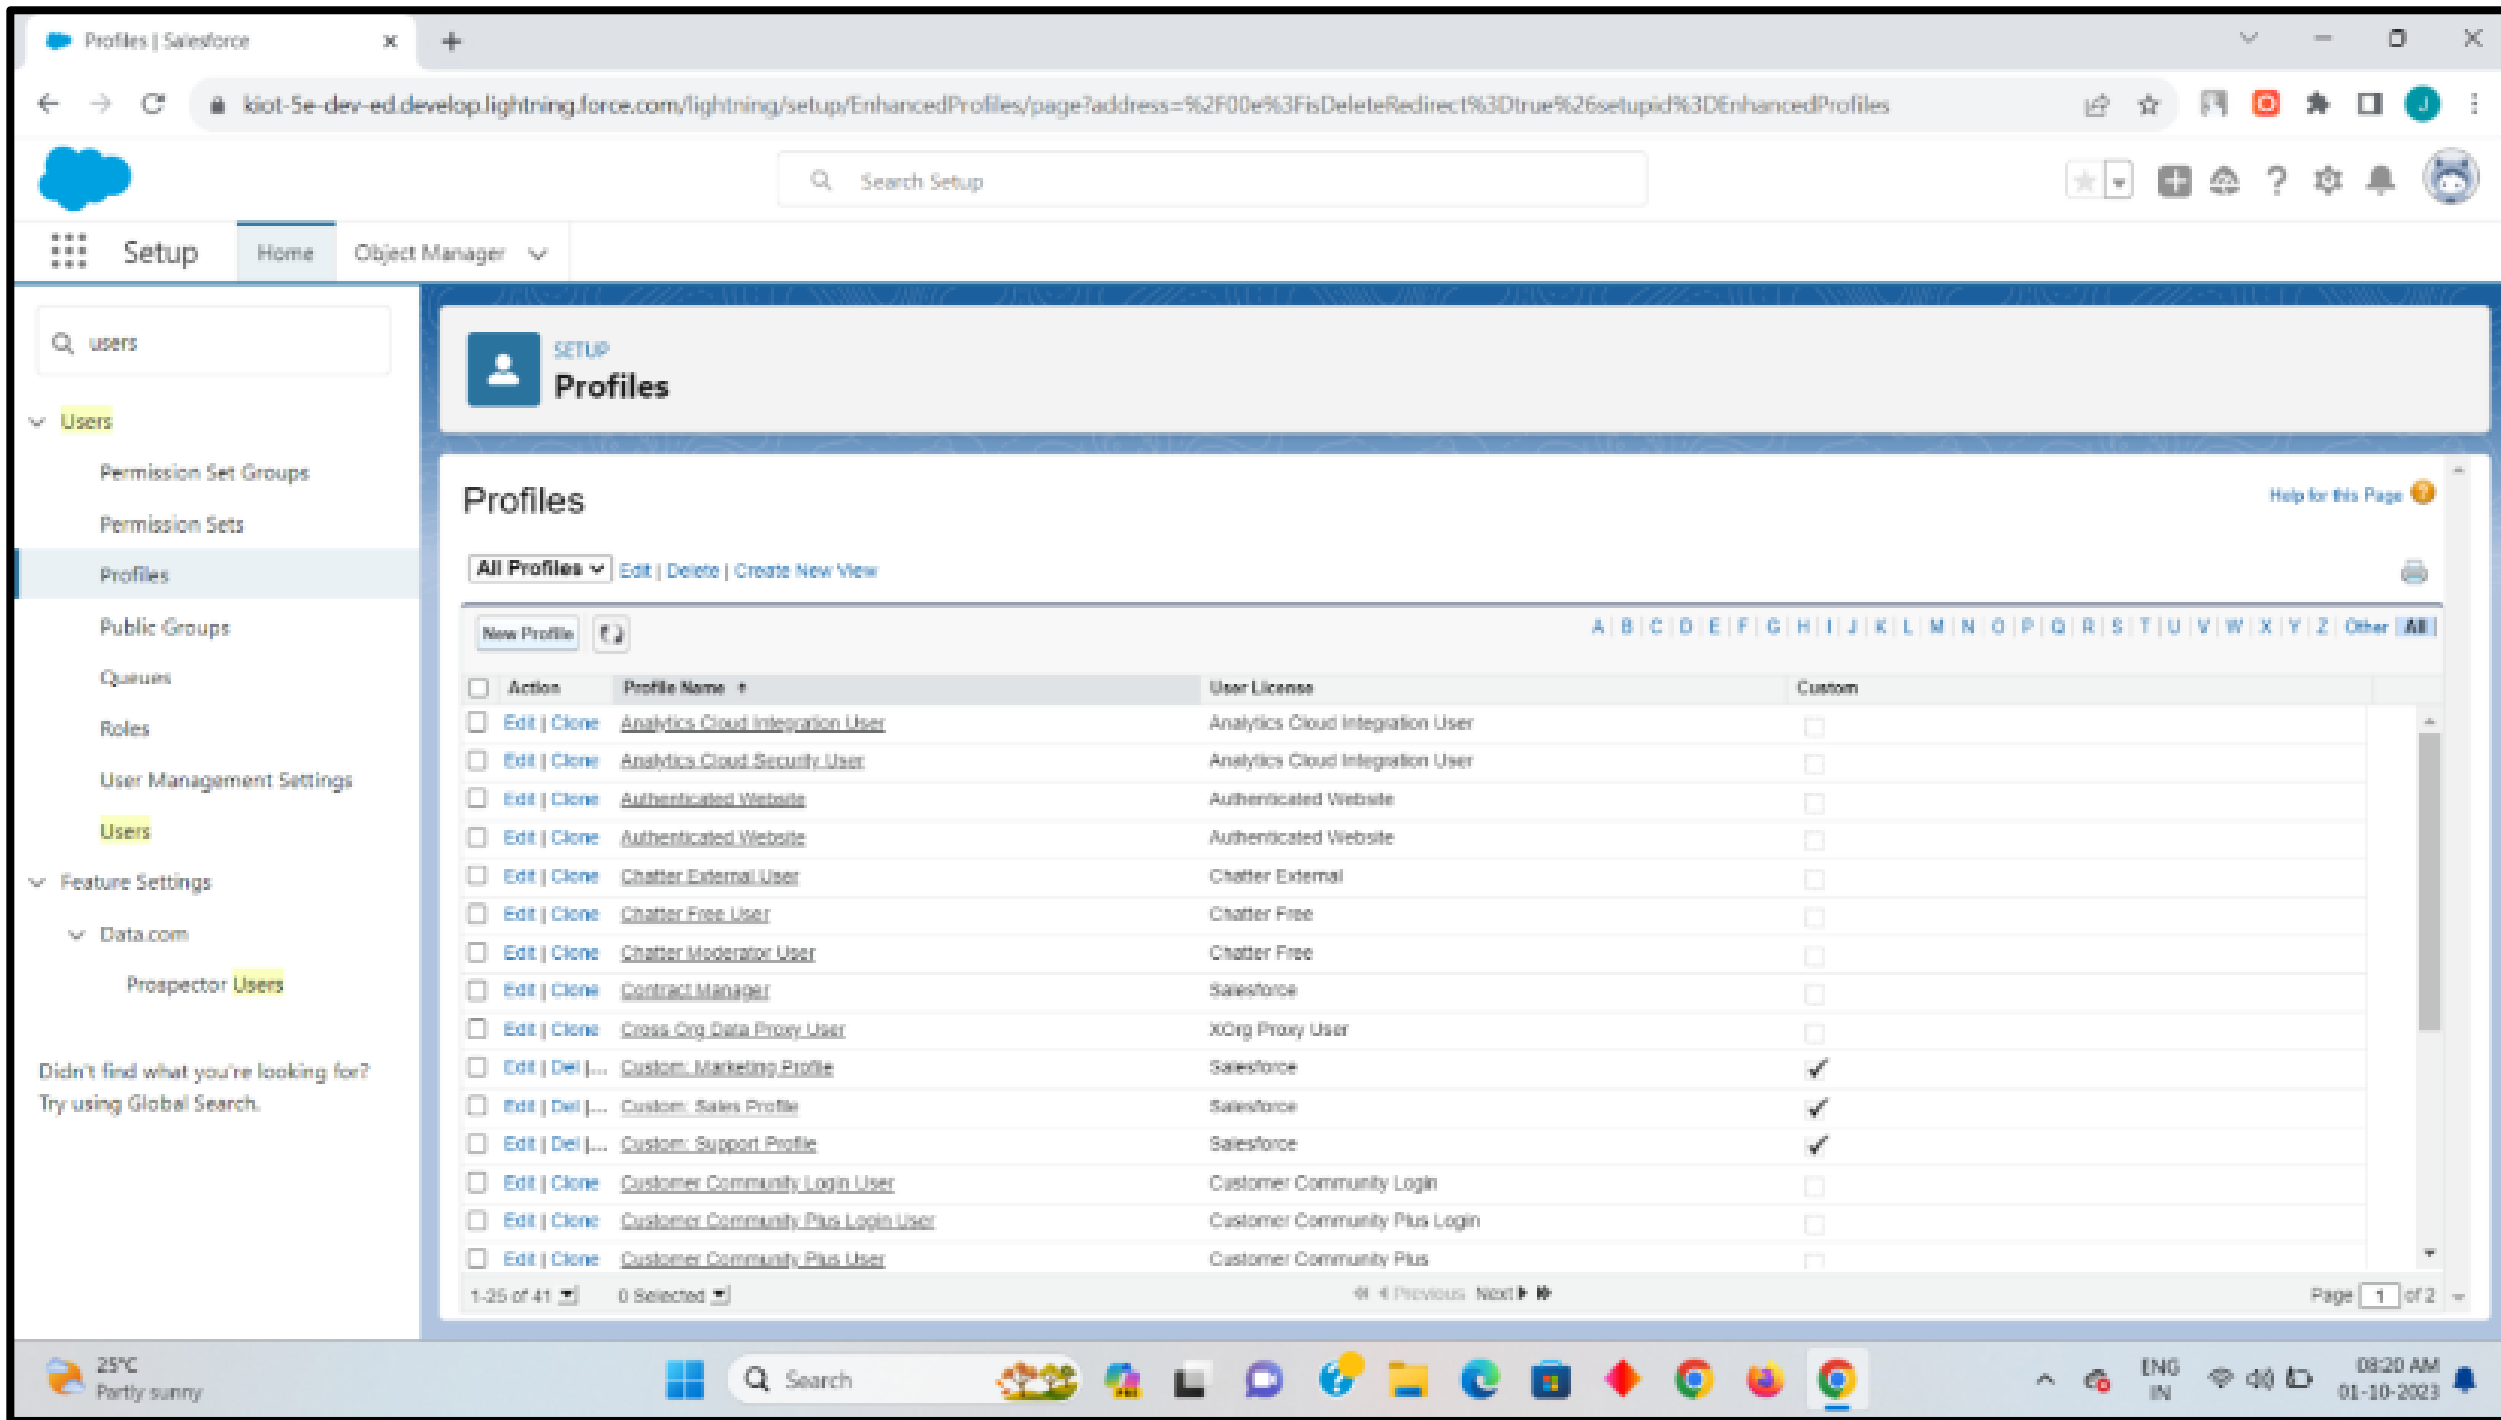 Profiles | Salesforce
kiot-5e-dev-ed.develop.lightning.force.com/lightning/setup/EnhancedProfiles/page?address=%2F00e%3FisDeleteRedirect%3Dtrue%26setupid%3DEnhancedProfiles
J
Search Setup
Setup Home Object Manager
users
Users
Permission Set Groups
Permission Sets
Profiles
Public Groups
Queues
Roles
User Management Settings
Users
Feature Settings
Data.com
Prospector Users
Didn't find what you're looking for?
Try using Global Search.
SETUP
Profiles
Profiles
Help for this Page ?
All Profiles Edit | Delete | Create New View
New Profile
A | B | C | D | E | F | G | H | I | J | K | L | M | N | O | P | Q | R | S | T | U | V | W | X | Y | Z | Other | All
Action Profile Name User License Custom
Edit | Clone Analytics Cloud Integration User Analytics Cloud Integration User
Edit | Clone Analytics Cloud Security User Analytics Cloud Integration User
Edit | Clone Authenticated Website Authenticated Website
Edit | Clone Authenticated Website Authenticated Website
Edit | Clone Chatter External User Chatter External
Edit | Clone Chatter Free User Chatter Free
Edit | Clone Chatter Moderator User Chatter Free
Edit | Clone Contract Manager Salesforce
Edit | Clone Cross Org Data Proxy User XOrg Proxy User
Edit | Del |... Custom: Marketing Profile Salesforce
Edit | Del |... Custom: Sales Profile Salesforce
Edit | Del |... Custom: Support Profile Salesforce
Edit | Clone Customer Community Login User Customer Community Login
Edit | Clone Customer Community Plus Login User Customer Community Plus Login
Edit | Clone Customer Community Plus User Customer Community Plus
1-25 of 41 0 Selected Previous Next Page 1 of 2
25°C
Partly sunny
Search
ENG
IN
08:20 AM
01-10-2023